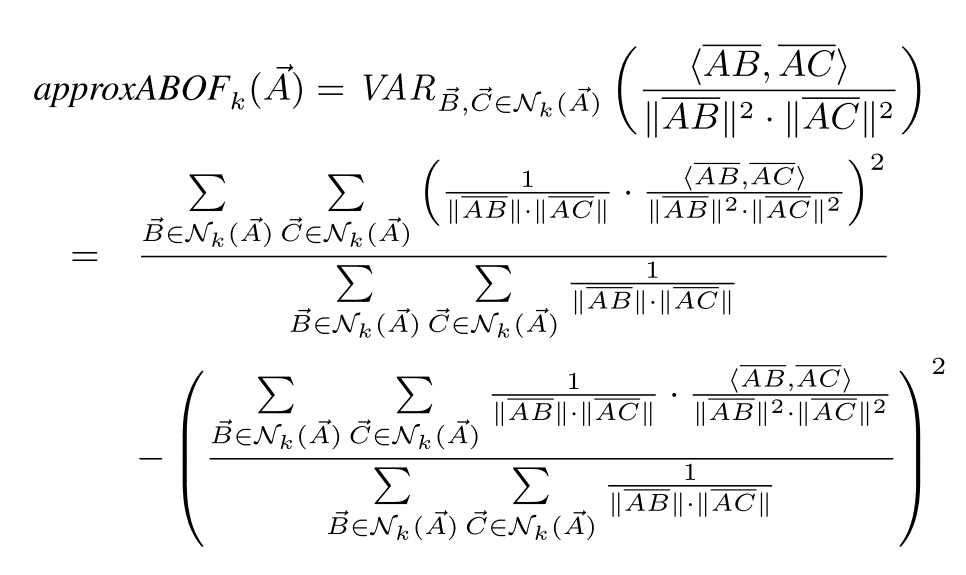 approxABOF_k(\vec{A}) = VAR_{\vec{B},\vec{C}\in\mathcal{N}_k(\vec{A})} \left( \frac{\langle \overline{AB}, \overline{AC} \rangle}{\|\overline{AB}\|^2 \cdot \|\overline{AC}\|^2} \right)
= \frac{\sum_{\vec{B}\in\mathcal{N}_k(\vec{A})} \sum_{\vec{C}\in\mathcal{N}_k(\vec{A})} \left( \frac{1}{\|\overline{AB}\|\cdot\|\overline{AC}\|} \cdot \frac{\langle \overline{AB},\overline{AC} \rangle}{\|\overline{AB}\|^2\cdot\|\overline{AC}\|^2} \right)^2}{\sum_{\vec{B}\in\mathcal{N}_k(\vec{A})} \sum_{\vec{C}\in\mathcal{N}_k(\vec{A})} \frac{1}{\|\overline{AB}\|\cdot\|\overline{AC}\|}}
- \left( \frac{\sum_{\vec{B}\in\mathcal{N}_k(\vec{A})} \sum_{\vec{C}\in\mathcal{N}_k(\vec{A})} \frac{1}{\|\overline{AB}\|\cdot\|\overline{AC}\|} \cdot \frac{\langle \overline{AB},\overline{AC} \rangle}{\|\overline{AB}\|^2\cdot\|\overline{AC}\|^2}}{\sum_{\vec{B}\in\mathcal{N}_k(\vec{A})} \sum_{\vec{C}\in\mathcal{N}_k(\vec{A})} \frac{1}{\|\overline{AB}\|\cdot\|\overline{AC}\|}} \right)^2